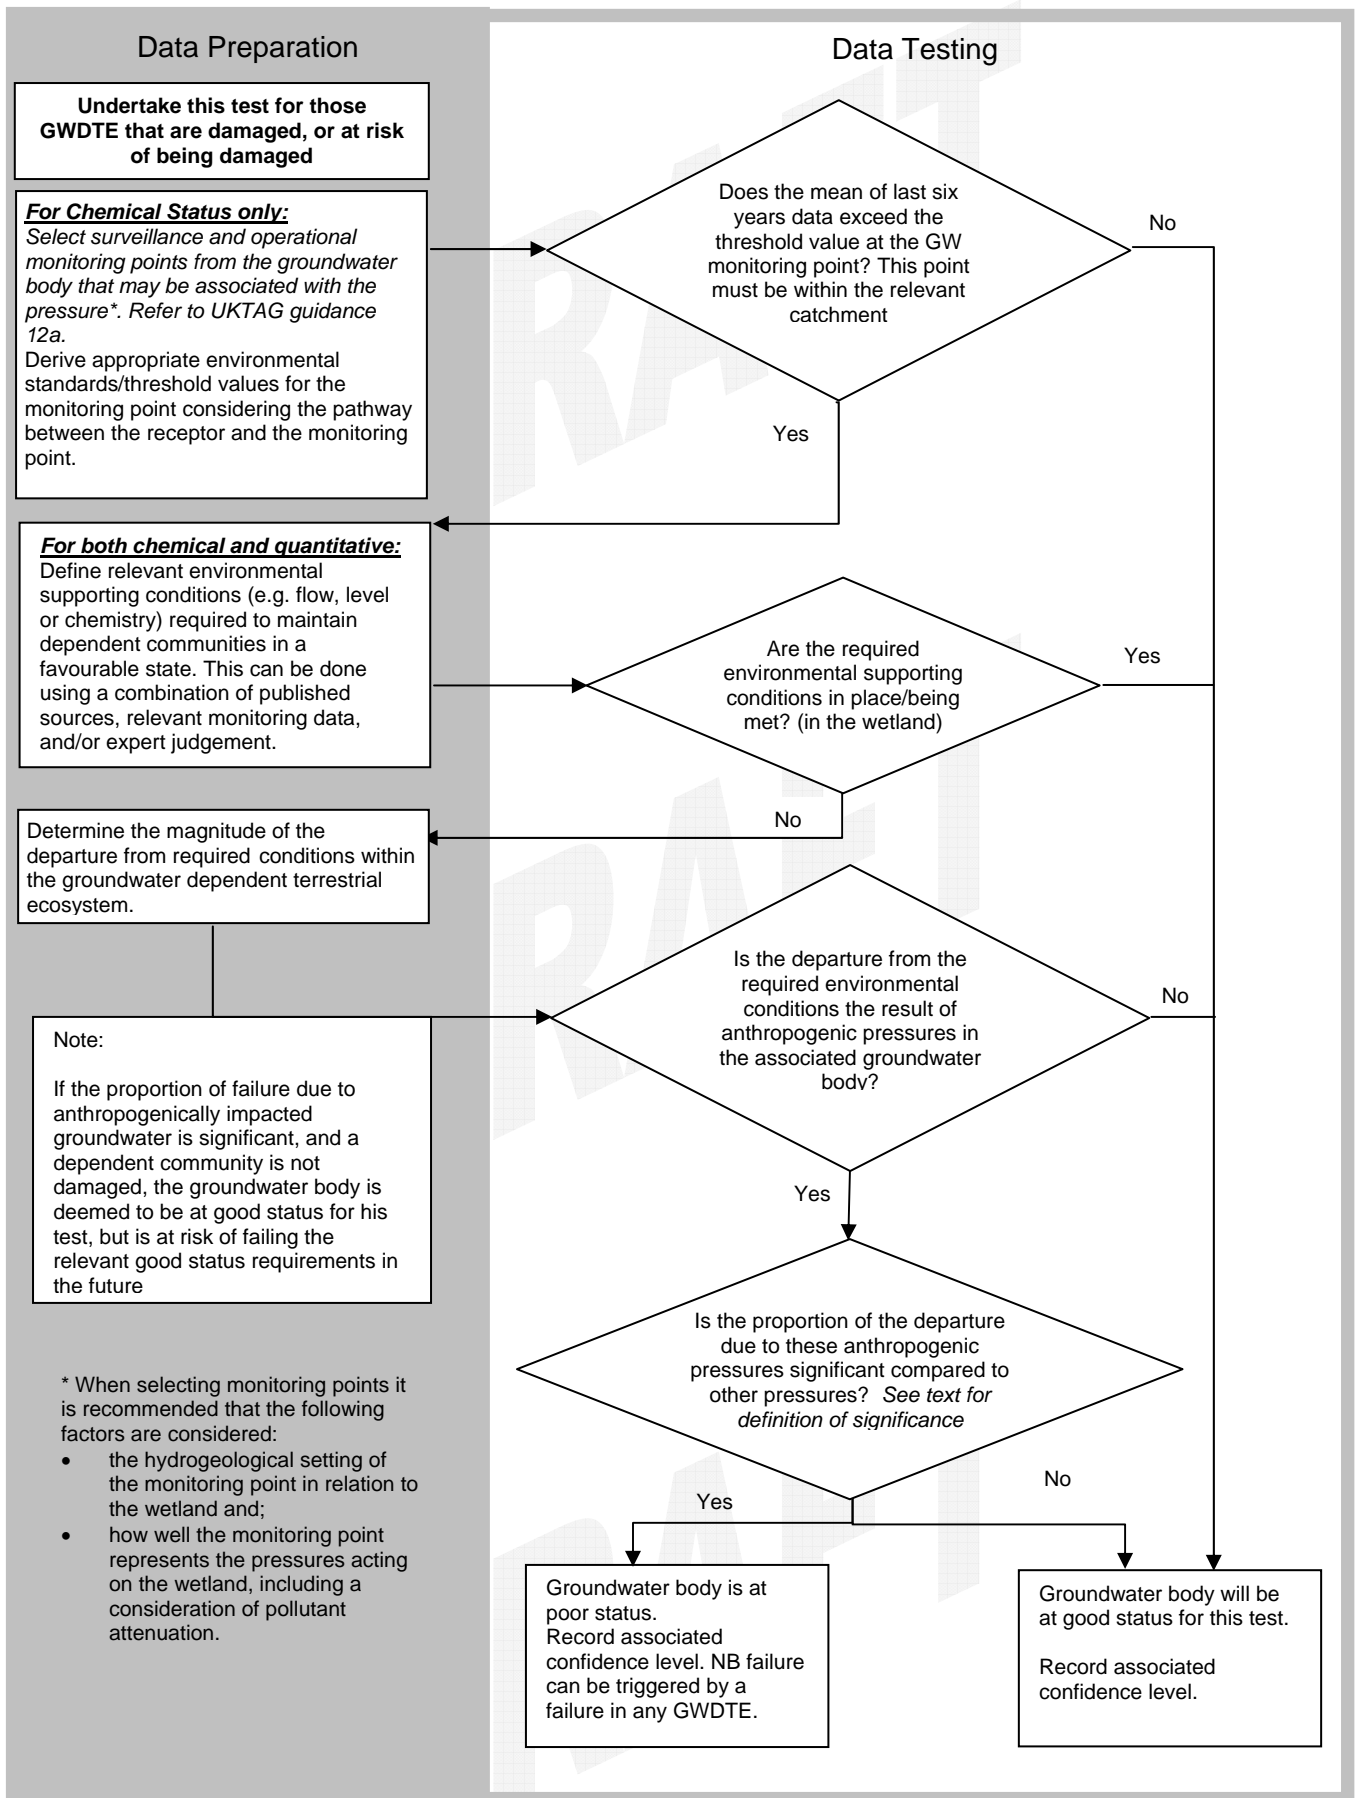 Data Preparation
Undertake this test for those
GWDTE that are damaged, or at risk
of being damaged
For Chemical Status only:
Select surveillance and operational
monitoring points from the groundwater
body that may be associated with the
pressure*. Refer to UKTAG guidance
12a.
Derive appropriate environmental
standards/threshold values for the
monitoring point considering the pathway
between the receptor and the monitoring
point.
Data Testing
Does the mean of last six
years data exceed the
threshold value at the GW
monitoring point? This point
must be within the relevant
catchment
No
Yes
For both chemical and quantitative:
Define relevant environmental
supporting conditions (e.g. flow, level
or chemistry) required to maintain
dependent communities in a
favourable state. This can be done
using a combination of published
sources, relevant monitoring data,
and/or expert judgement.
Are the required
environmental supporting
conditions in place/being
met? (in the wetland)
Yes
No
Determine the magnitude of the
departure from required conditions within
the groundwater dependent terrestrial
ecosystem.
Is the departure from the
required environmental
conditions the result of
anthropogenic pressures in
the associated groundwater
body?
No
Yes
Note:
If the proportion of failure due to
anthropogenically impacted
groundwater is significant, and a
dependent community is not
damaged, the groundwater body is
deemed to be at good status for his
test, but is at risk of failing the
relevant good status requirements in
the future
Is the proportion of the departure
due to these anthropogenic
pressures significant compared to
other pressures? See text for
definition of significance
Yes
No
* When selecting monitoring points it
is recommended that the following
factors are considered:
• the hydrogeological setting of
the monitoring point in relation to
the wetland and;
• how well the monitoring point
represents the pressures acting
on the wetland, including a
consideration of pollutant
attenuation.
Groundwater body is at
poor status.
Record associated
confidence level. NB failure
can be triggered by a
failure in any GWDTE.
Groundwater body will be
at good status for this test.
Record associated
confidence level.